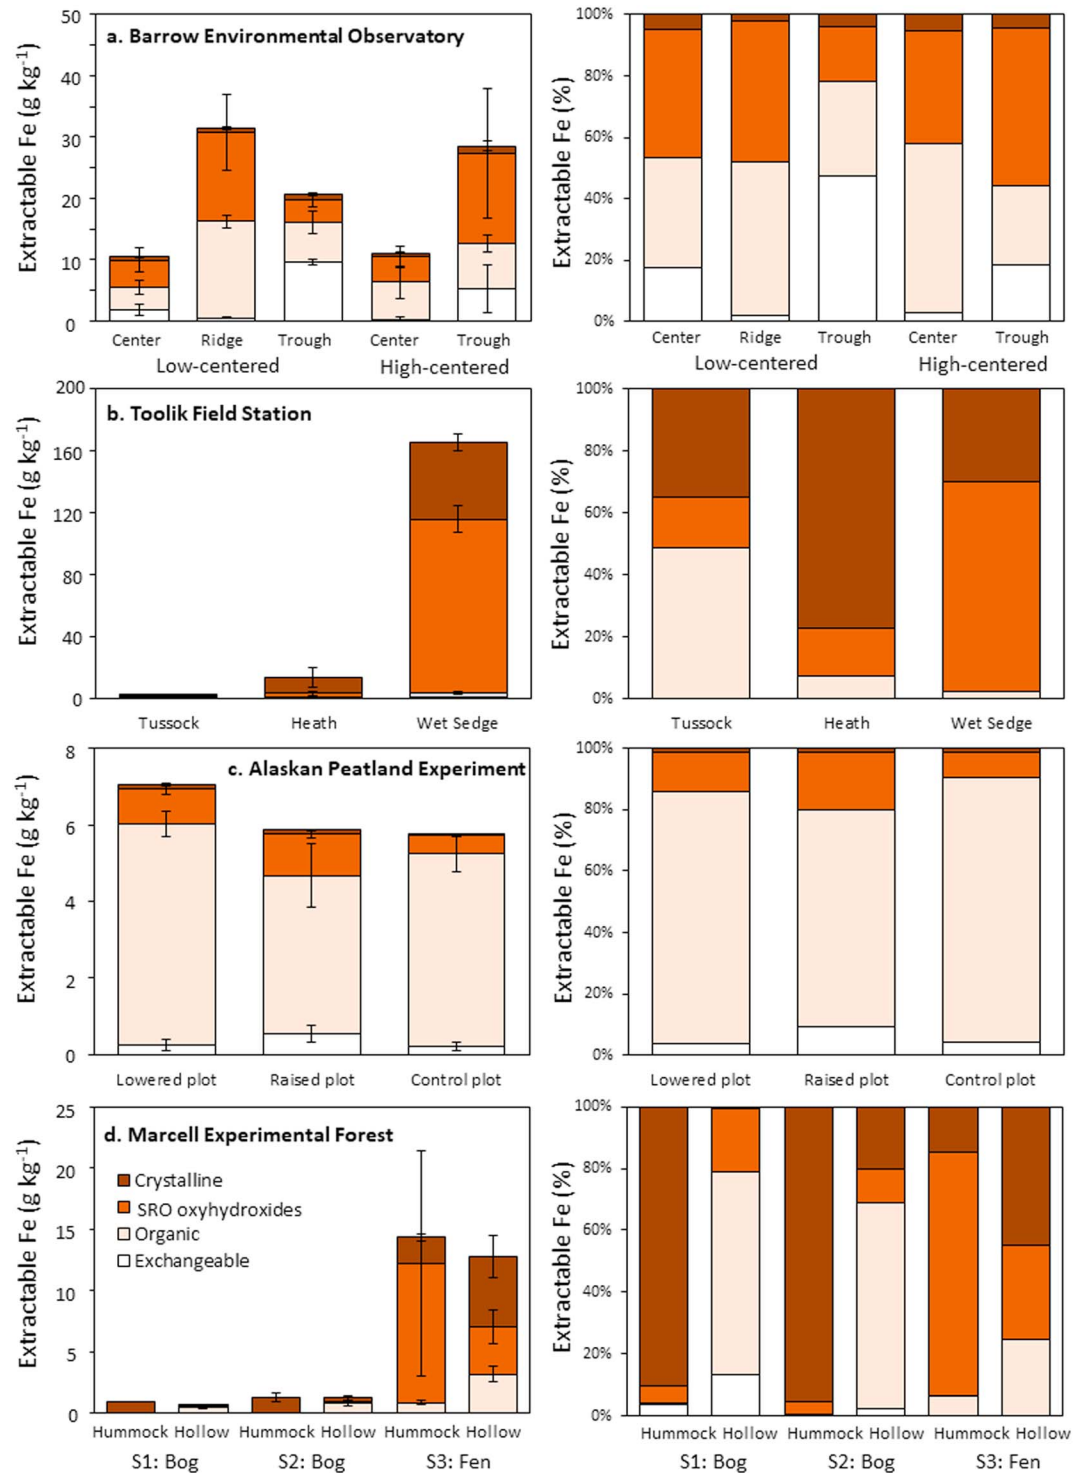 a. Barrow Environmental Observatory
Extractable Fe (g kg⁻¹)
50
40
30
20
10
0
Center Ridge Trough Center Trough
Low-centered High-centered
Extractable Fe (%)
100%
80%
60%
40%
20%
0%
Center Ridge Trough Center Trough
Low-centered High-centered
b. Toolik Field Station
Extractable Fe (g kg⁻¹)
200
160
120
80
40
0
Tussock Heath Wet Sedge
Extractable Fe (%)
100%
80%
60%
40%
20%
0%
Tussock Heath Wet Sedge
c. Alaskan Peatland Experiment
Extractable Fe (g kg⁻¹)
8
6
4
2
0
Lowered plot Raised plot Control plot
Extractable Fe (%)
100%
80%
60%
40%
20%
0%
Lowered plot Raised plot Control plot
d. Marcell Experimental Forest
Crystalline
SRO oxyhydroxides
Organic
Exchangeable
Extractable Fe (g kg⁻¹)
25
20
15
10
5
0
Hummock Hollow Hummock Hollow Hummock Hollow
S1: Bog S2: Bog S3: Fen
Extractable Fe (%)
100%
80%
60%
40%
20%
0%
Hummock Hollow Hummock Hollow Hummock Hollow
S1: Bog S2: Bog S3: Fen